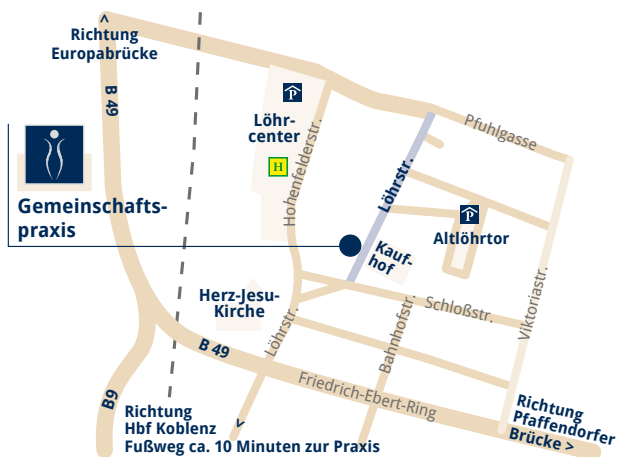 Richtung
Europabrücke
B 49
P
Löhr-
center
H
Hohenfelderstr.
Pfuhlgasse
Löhrstr.
P
Altlöhrtor
Gemeinschafts-
praxis
Kauf-
hof
Viktoriastr.
Herz-Jesu-
Kirche
Schloßstr.
Löhrstr.
Bahnhofstr.
B 49
Friedrich-Ebert-Ring
B9
Richtung
Hbf Koblenz
Fußweg ca. 10 Minuten zur Praxis
Richtung
Pfaffendorfer
Brücke >